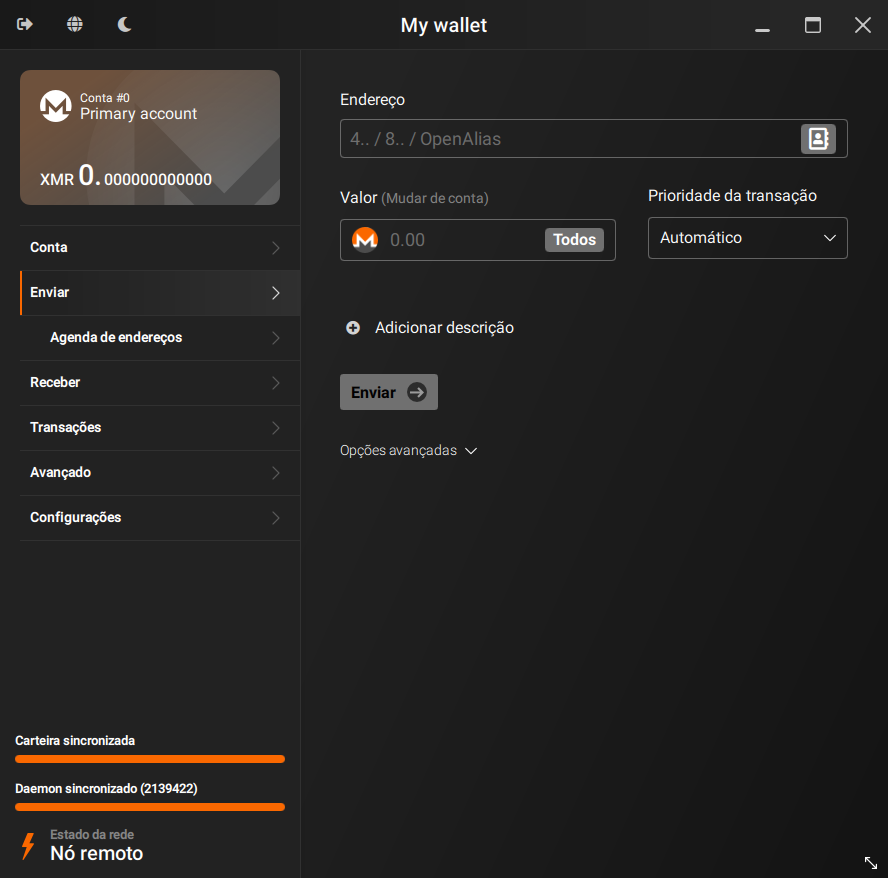 My wallet
Conta #0
Primary account
XMR 0.000000000000
Conta
Enviar
Agenda de endereços
Receber
Transações
Avançado
Configurações
Carteira sincronizada
Daemon sincronizado (2139422)
Estado da rede
Nó remoto
Endereço
4.. / 8.. / OpenAlias
Valor (Mudar de conta)
0.00
Todos
Prioridade da transação
Automático
Adicionar descrição
Enviar
Opções avançadas